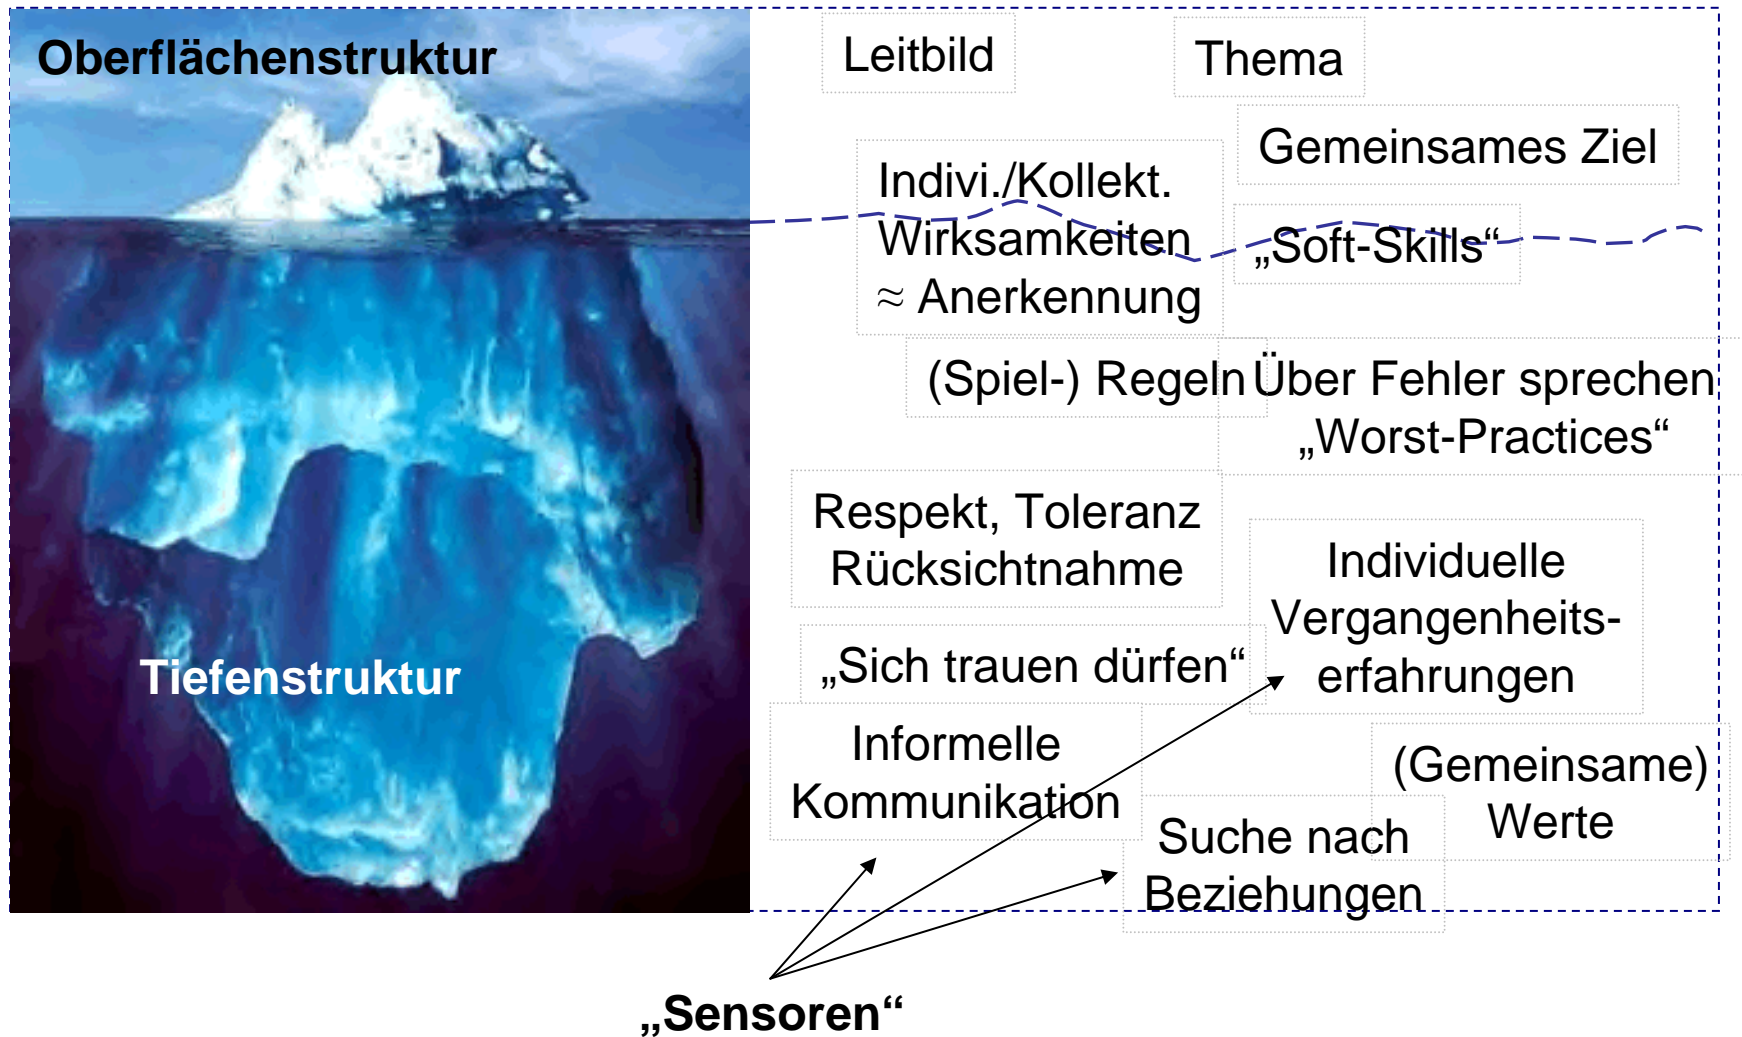 Oberflächenstruktur
Leitbild
Thema
Gemeinsames Ziel
Indivi./Kollekt.
Wirksamkeiten
≈ Anerkennung
„Soft-Skills“
(Spiel-) Regeln
Über Fehler sprechen
„Worst-Practices“
Respekt, Toleranz
Rücksichtnahme
Individuelle
Vergangenheits-
erfahrungen
Tiefenstruktur
„Sich trauen dürfen“
Informelle
Kommunikation
(Gemeinsame)
Werte
Suche nach
Beziehungen
„Sensoren“